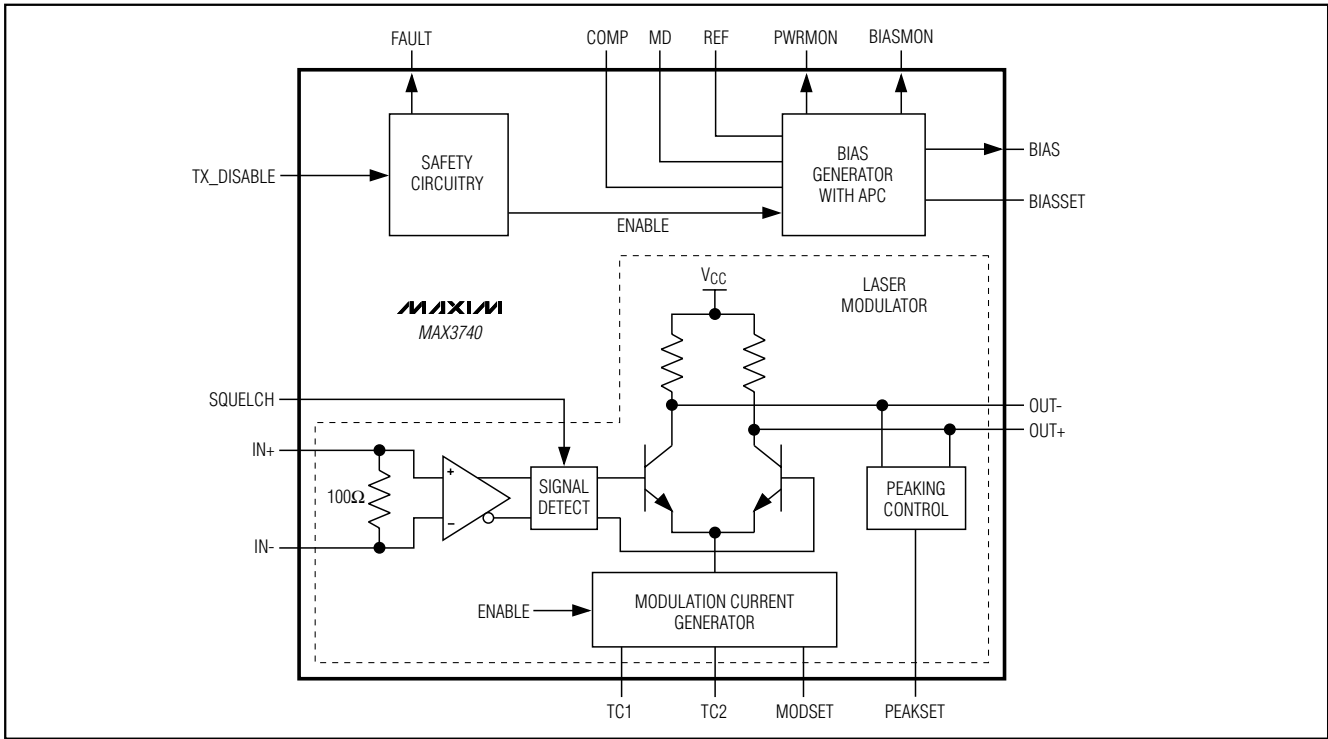 FAULT COMP MD REF PWRMON BIASMON
SAFETY
CIRCUITRY
BIAS
GENERATOR
WITH APC
BIAS
TX_DISABLE
BIASSET
ENABLE
VCC
LASER
MODULATOR
MAXIM
MAX3740
SQUELCH
OUT-
OUT+
IN+
+
SIGNAL
DETECT
PEAKING
CONTROL
100Ω
−
IN-
MODULATION CURRENT
GENERATOR
ENABLE
TC1 TC2 MODSET PEAKSET